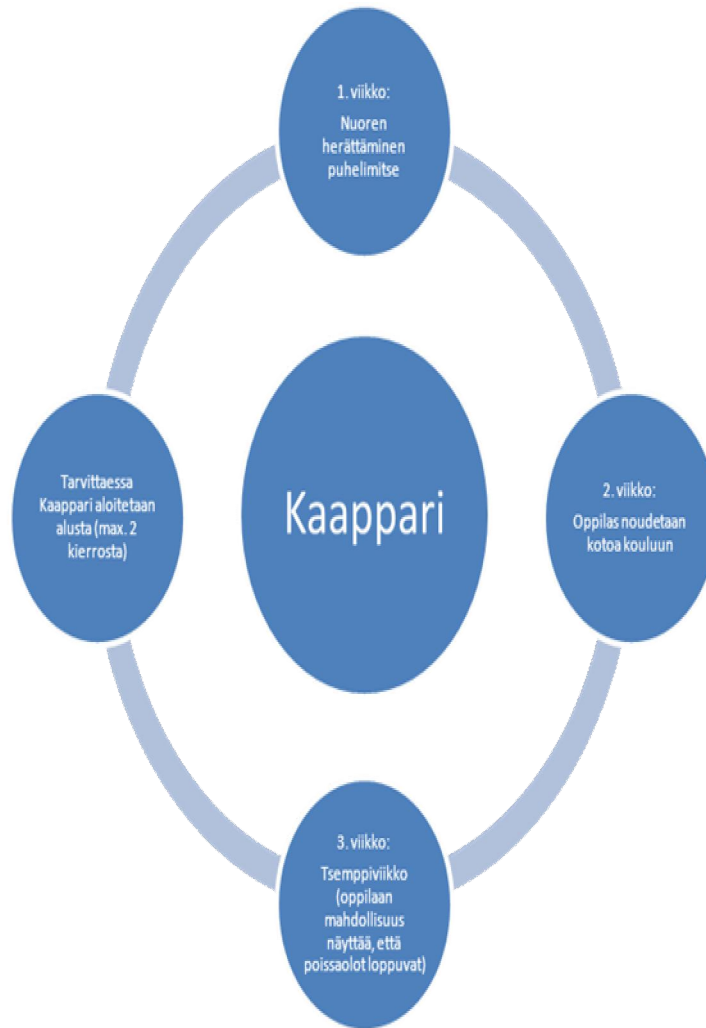 1. viikko:
Nuoren
herättäminen
puhelimitse
Kaappari
2. viikko:
Oppilas noudetaan
kotoa kouluun
3. viikko:
Tsemppiviikko
(oppilaan
mahdollisuus
näyttää, että
poissaolot loppuvat)
Tarvittaessa
Kaappari aloitetaan
alusta (max. 2
kierrosta)